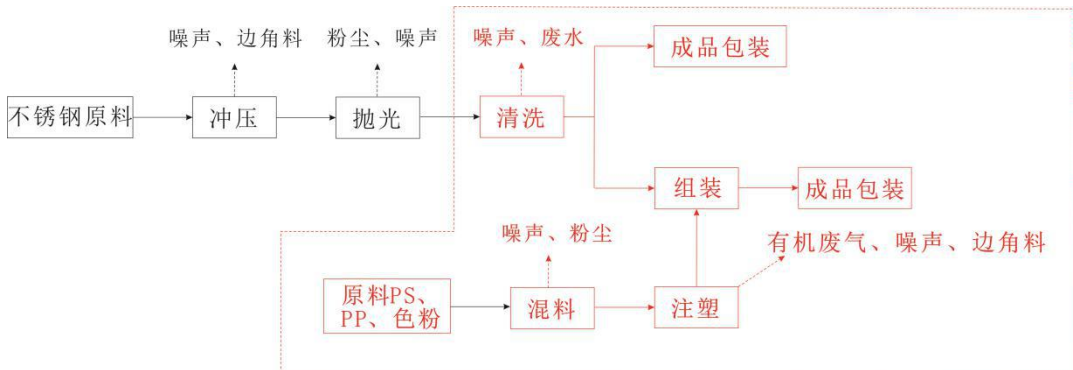 噪声、边角料
粉尘、噪声
噪声、废水
成品包装
不锈钢原料
冲压
抛光
清洗
组装
成品包装
噪声、粉尘
有机废气、噪声、边角料
原料PS、
PP、色粉
混料
注塑